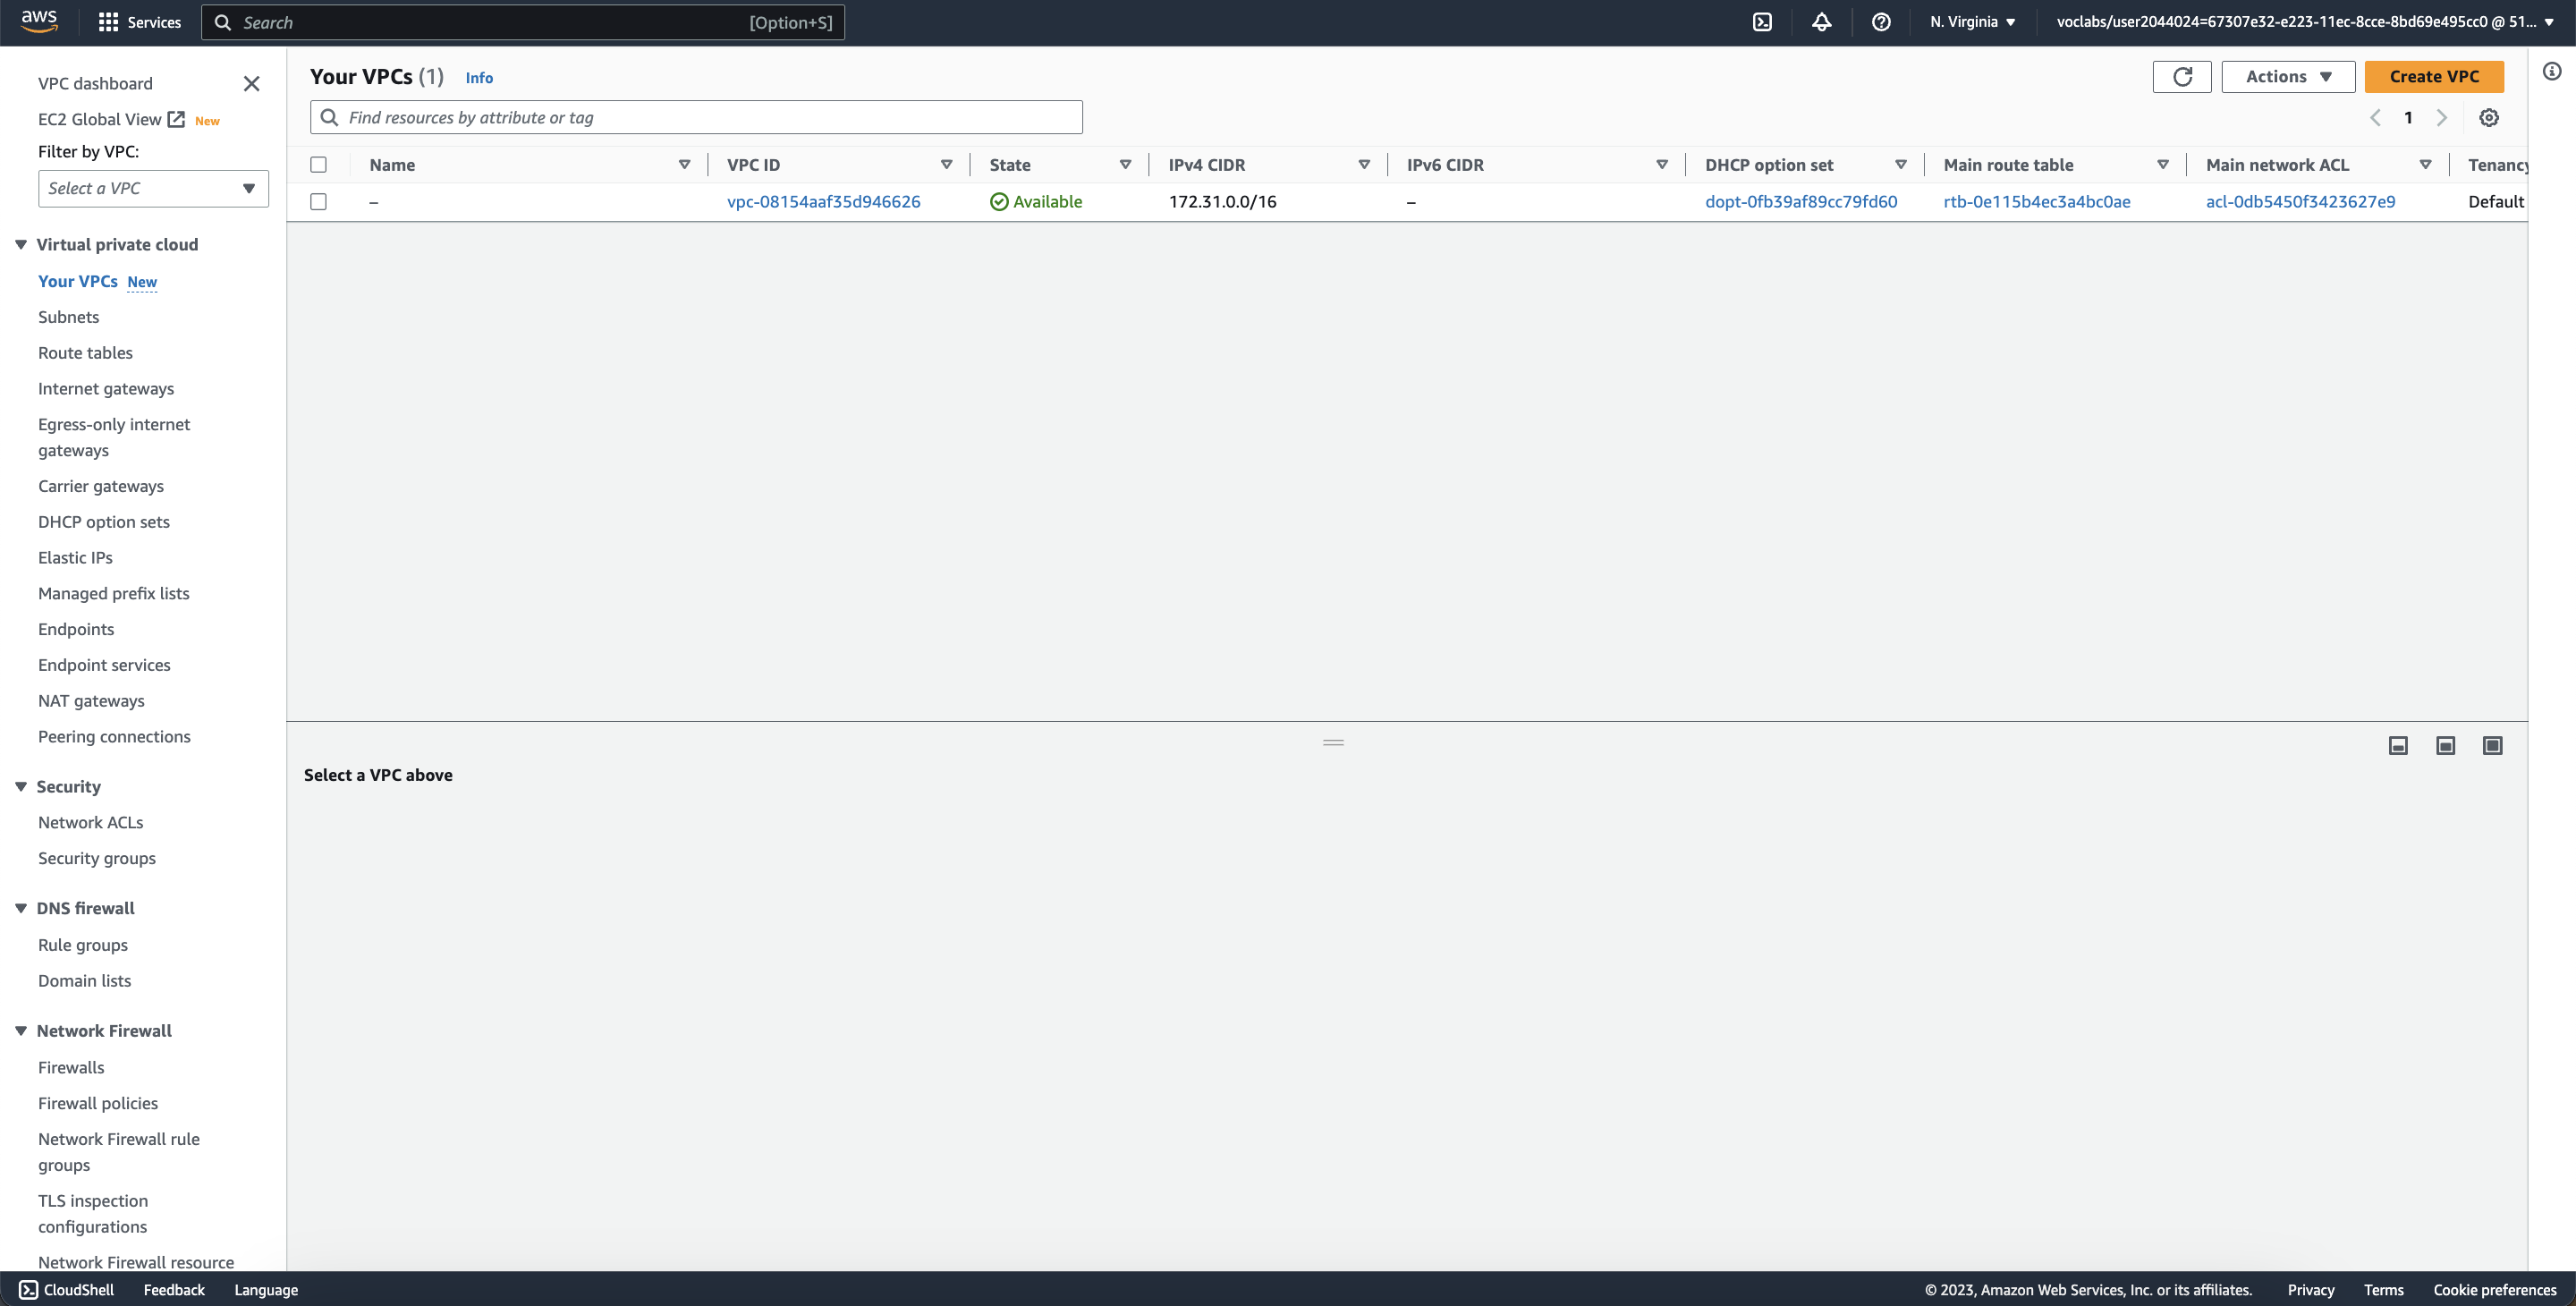 aws
Services
Search
[Option+S]
N. Virginia
voclabs/user2044024=67307e32-e223-11ec-8cce-8bd69e495cc0 @ 51...
VPC dashboard
EC2 Global View New
Filter by VPC:
Select a VPC
Virtual private cloud
Your VPCs New
Subnets
Route tables
Internet gateways
Egress-only internet
gateways
Carrier gateways
DHCP option sets
Elastic IPs
Managed prefix lists
Endpoints
Endpoint services
NAT gateways
Peering connections
Security
Network ACLs
Security groups
DNS firewall
Rule groups
Domain lists
Network Firewall
Firewalls
Firewall policies
Network Firewall rule
groups
TLS inspection
configurations
Network Firewall resource
Your VPCs (1) Info
Actions
Create VPC
Find resources by attribute or tag
1
Name VPC ID State IPv4 CIDR IPv6 CIDR DHCP option set Main route table Main network ACL Tenancy
– vpc-08154aaf35d946626 Available 172.31.0.0/16 – dopt-0fb39af89cc79fd60 rtb-0e115b4ec3a4bc0ae acl-0db5450f3423627e9 Default
Select a VPC above
CloudShell Feedback Language
© 2023, Amazon Web Services, Inc. or its affiliates. Privacy Terms Cookie preferences